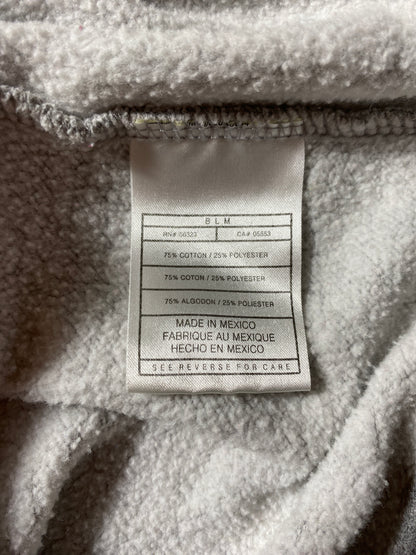 BLM
RN# 56323 CA# 05553
75% COTTON / 25% POLYESTER
75% COTON / 25% POLYESTER
75% ALGODON / 25% POLIESTER
MADE IN MEXICO
FABRIQUE AU MEXIQUE
HECHO EN MEXICO
SEE REVERSE FOR CARE